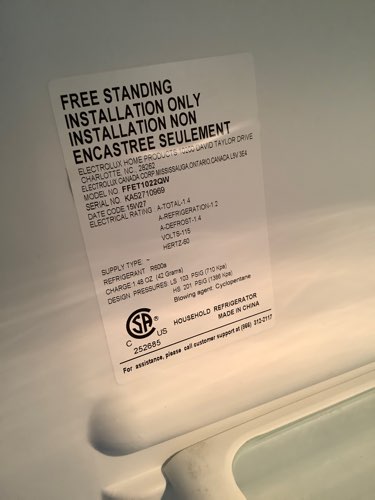 FREE STANDING
INSTALLATION ONLY
INSTALLATION NON
ENCASTREE SEULEMENT
ELECTROLUX HOME PRODUCTS 10200 DAVID TAYLOR DRIVE
CHARLOTTE, NC, 28262
ELECTROLUX CANADA CORP.MISSISSAUGA,ONTARIO,CANADA L5V 3E4
MODEL NO. FFET1022QW
SERIAL NO. KA52710969
DATE CODE.15W27
ELECTRICAL RATING A-TOTAL-1.4
A-REFRIGERATION-1.2
A-DEFROST-1.4
VOLTS-115
HERTZ-60
SUPPLY TYPE: ~
REFRIGERANT R600a
CHARGE 1.48 OZ (42 Grams)
DESIGN PRESSURES LS 103 PSIG (710 Kpa)
HS 201 PSIG (1386 Kpa)
Blowing agent: Cyclopentane
CSA ®
C US
252685
HOUSEHOLD REFRIGERATOR
MADE IN CHINA
For assistance, please call customer support at (866) 312-2117